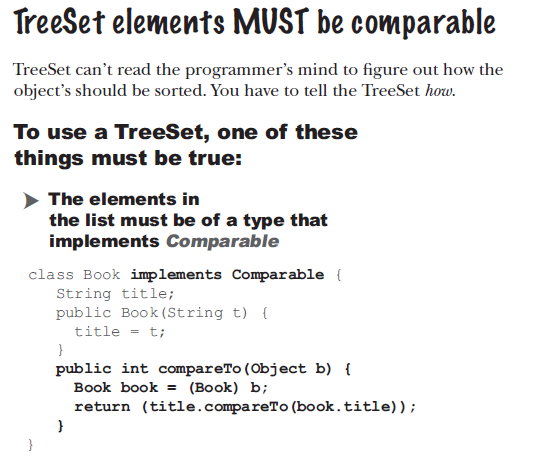 TreeSet elements MUST be comparable
TreeSet can’t read the programmer’s mind to figure out how the
object’s should be sorted. You have to tell the TreeSet how.
To use a TreeSet, one of these
things must be true:
The elements in
the list must be of a type that
implements Comparable
class Book implements Comparable {
String title;
public Book(String t) {
title = t;
}
public int compareTo(Object b) {
Book book = (Book) b;
return (title.compareTo(book.title));
}
}